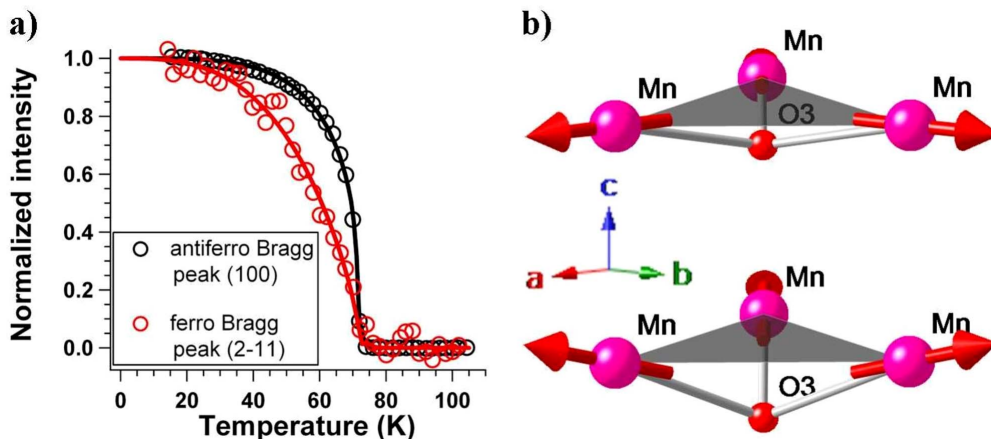 a)
Normalized intensity
1.0
0.8
0.6
0.4
0.2
0.0
antiferro Bragg
peak (100)
ferro Bragg
peak (2-11)
0 20 40 60 80 100
Temperature (K)
b)
Mn
Mn
Mn
O3
c
a
b
Mn
Mn
Mn
O3